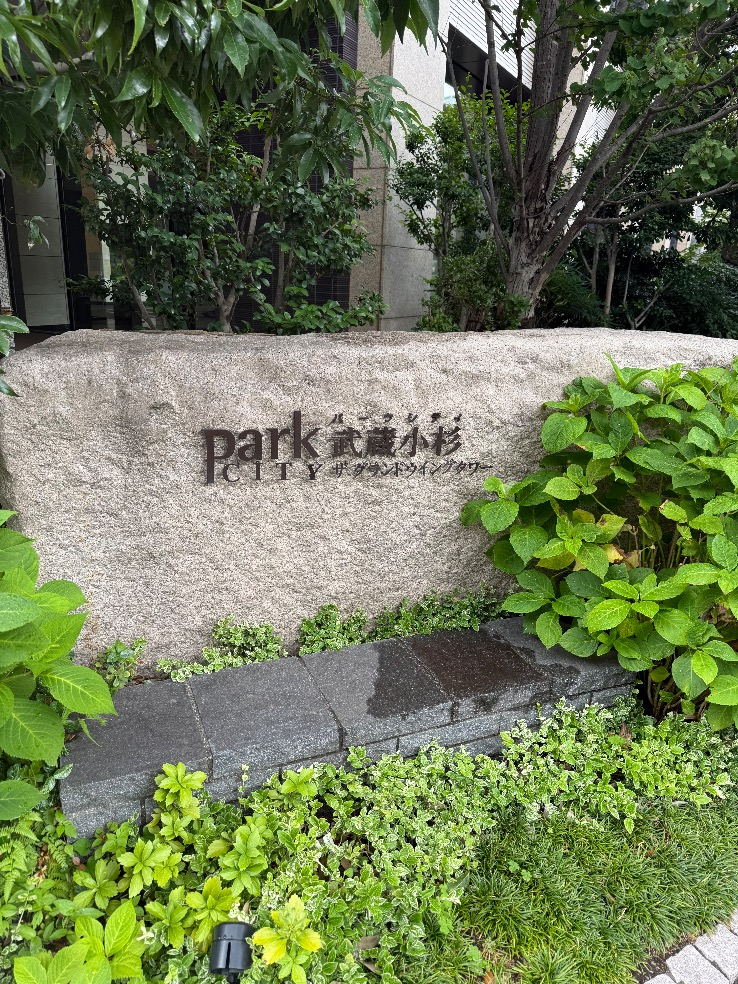 park
CITY
パークシティ
武蔵小杉
ザ グランドウイングタワー